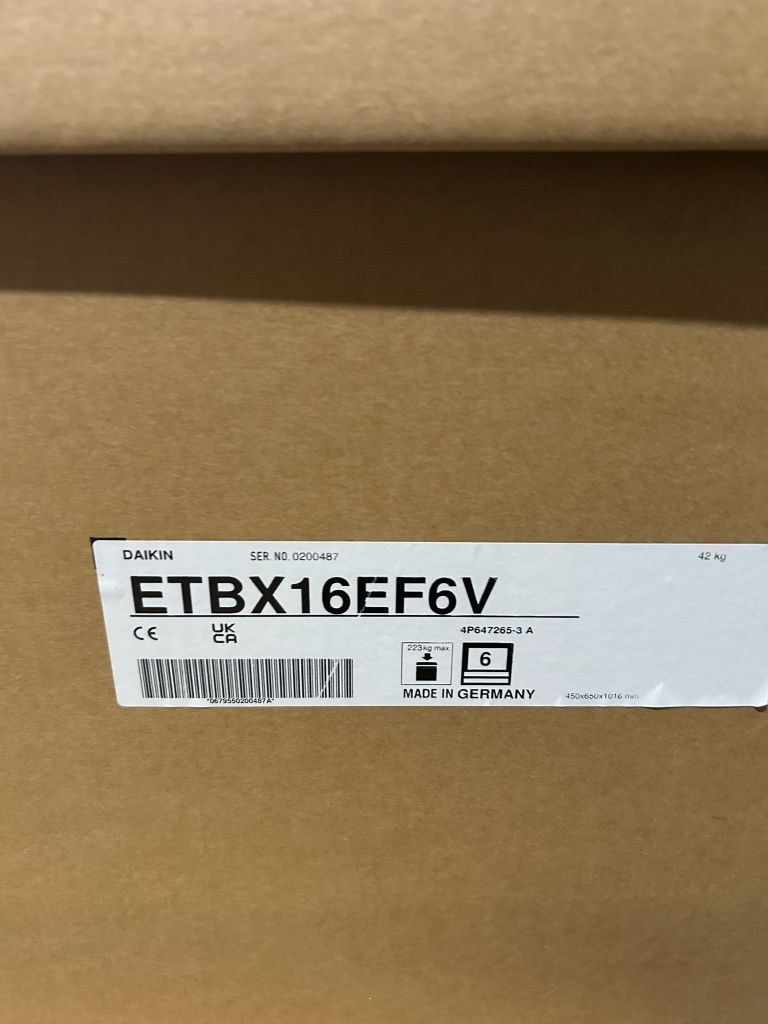 DAIKIN SER. NO. 0200487 42 kg
ETBX16EF6V
CE UK CA
4P647265-3 A
223kg max. 6
*0679550200487A*
MADE IN GERMANY 450x650x1016 mm